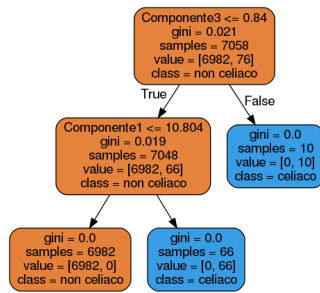 Componente3 <= 0.84
gini = 0.021
samples = 7058
value = [6982, 76]
class = non celiaco
True
False
Componente1 <= 10.804
gini = 0.019
samples = 7048
value = [6982, 66]
class = non celiaco
gini = 0.0
samples = 10
value = [0, 10]
class = celiaco
gini = 0.0
samples = 6982
value = [6982, 0]
class = non celiaco
gini = 0.0
samples = 66
value = [0, 66]
class = celiaco